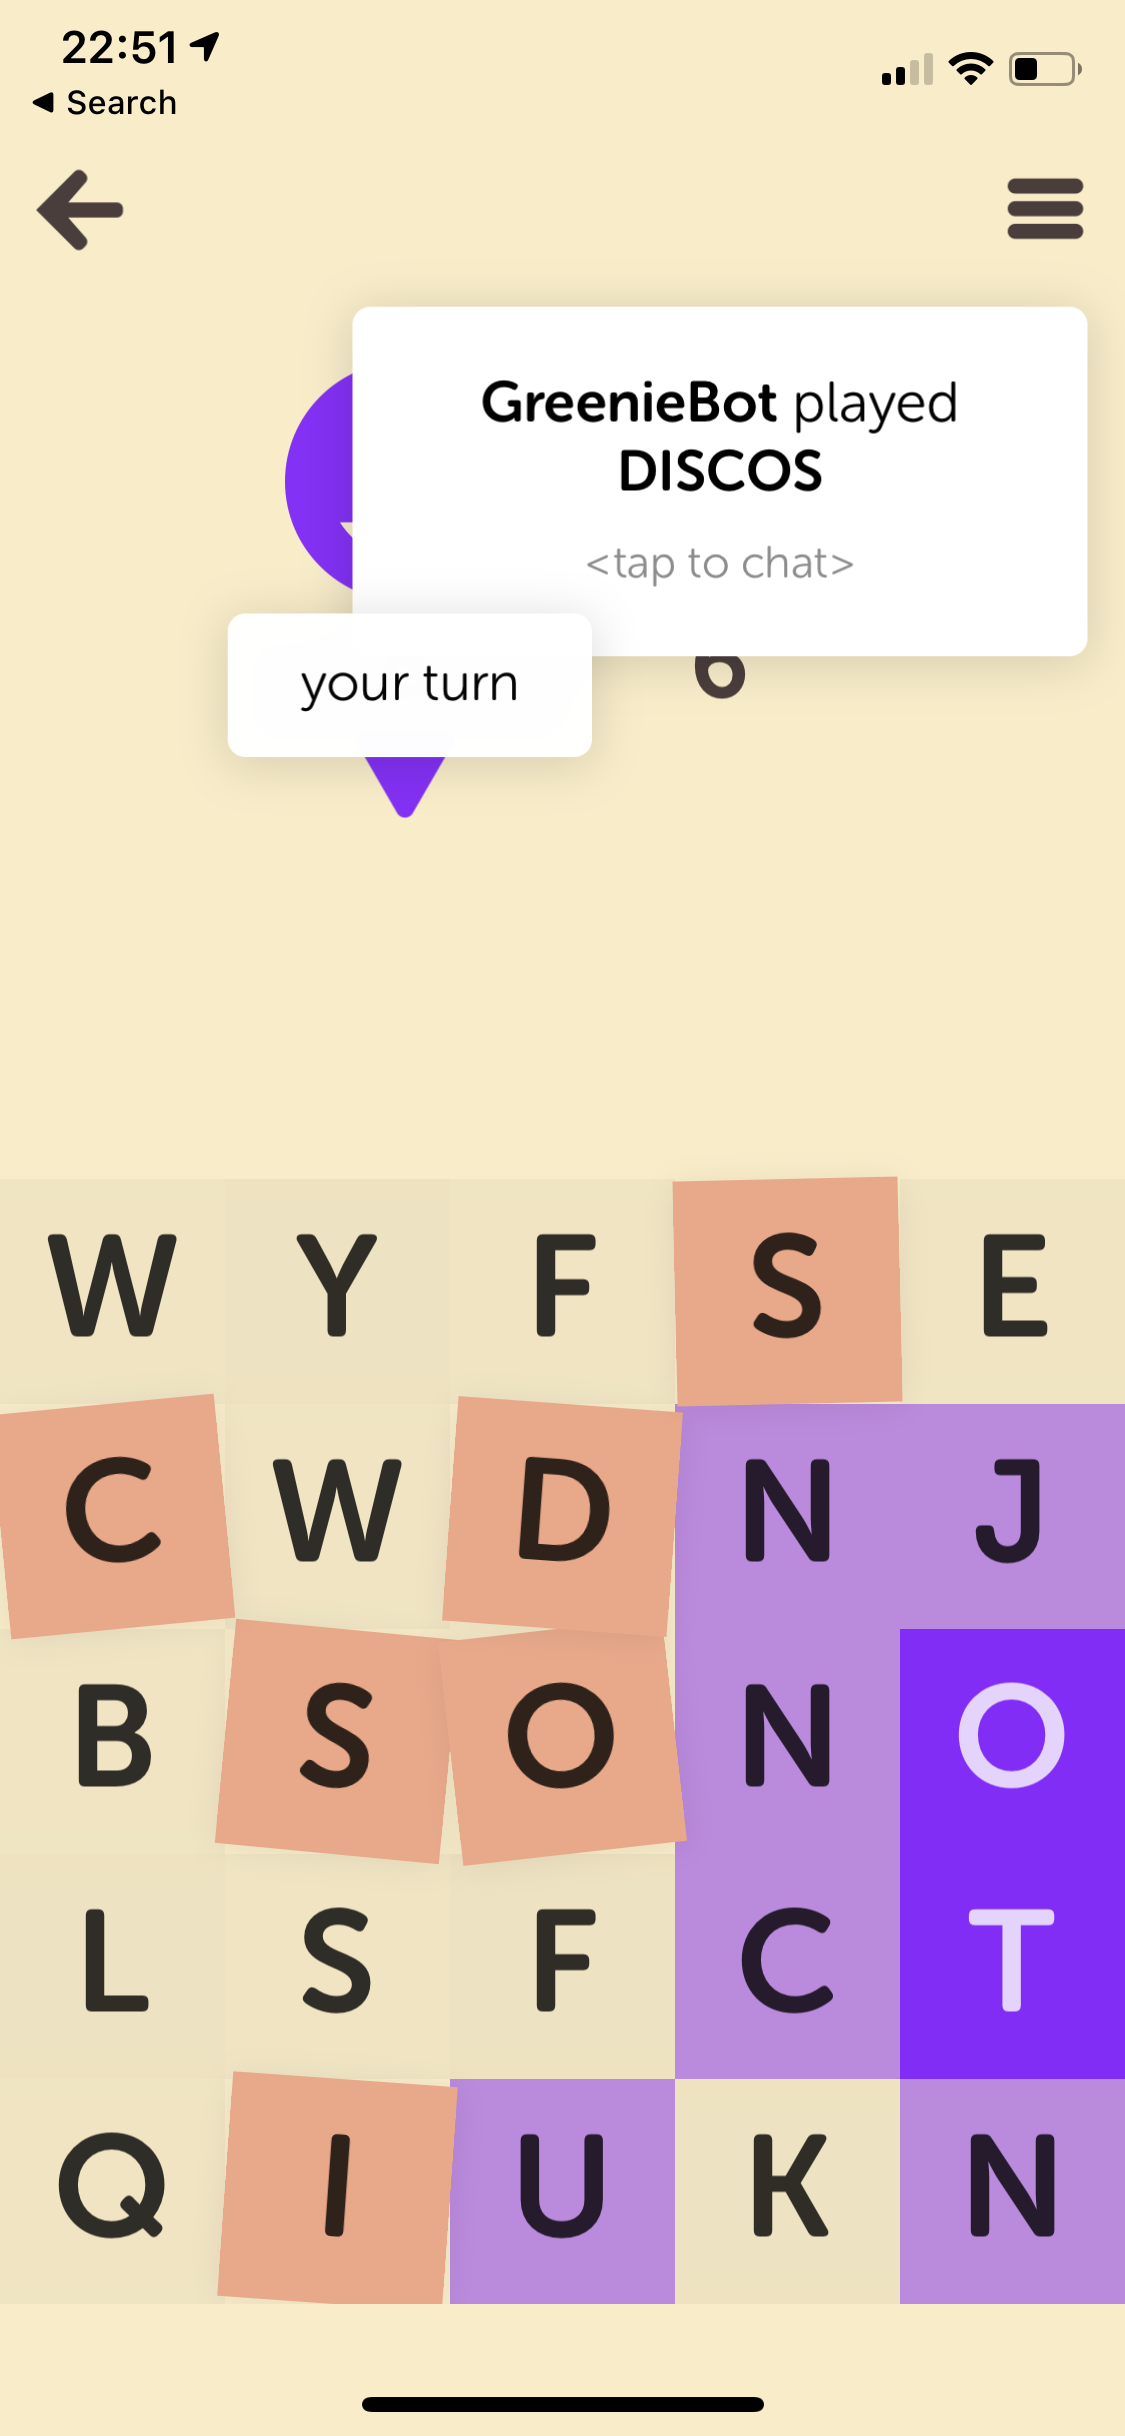 22:51
Search
GreenieBot played
DISCOS
<tap to chat>
your turn
6
W Y F S E
C W D N J
B S O N O
L S F C T
Q I U K N